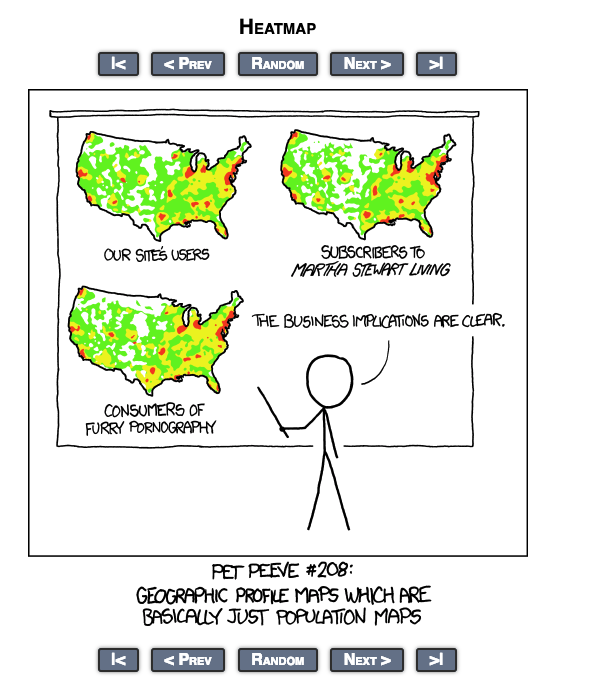 Heatmap
|< < Prev Random Next > >|
OUR SITE'S USERS
SUBSCRIBERS TO
MARTHA STEWART LIVING
THE BUSINESS IMPLICATIONS ARE CLEAR.
CONSUMERS OF
FURRY PORNOGRAPHY
PET PEEVE #208:
GEOGRAPHIC PROFILE MAPS WHICH ARE
BASICALLY JUST POPULATION MAPS
|< < Prev Random Next > >|